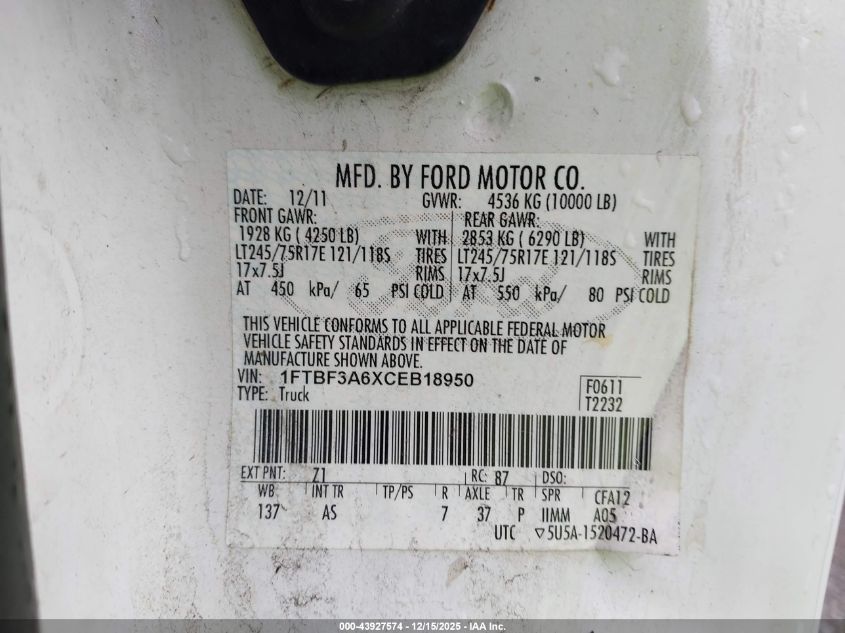 MFD. BY FORD MOTOR CO.
DATE: 12/11 GVWR: 4536 KG (10000 LB)
FRONT GAWR: REAR GAWR:
1928 KG ( 4250 LB) WITH 2853 KG ( 6290 LB) WITH
LT245/75R17E 121/118S TIRES LT245/75R17E 121/118S TIRES
17x7.5J RIMS 17x7.5J RIMS
AT 450 kPa/ 65 PSI COLD AT 550 kPa/ 80 PSI COLD
THIS VEHICLE CONFORMS TO ALL APPLICABLE FEDERAL MOTOR
VEHICLE SAFETY STANDARDS IN EFFECT ON THE DATE OF
MANUFACTURE SHOWN ABOVE.
VIN: 1FTBF3A6XCEB18950 F0611
TYPE: Truck T2232
EXT PNT: Z1 RC: 87 DSO:
WB INT TR TP/PS R AXLE TR SPR CFA12
137 AS 7 37 P IIMM A05
UTC ▽5U5A-1520472-BA
000-43927574 — 12/15/2025 — IAA Inc.